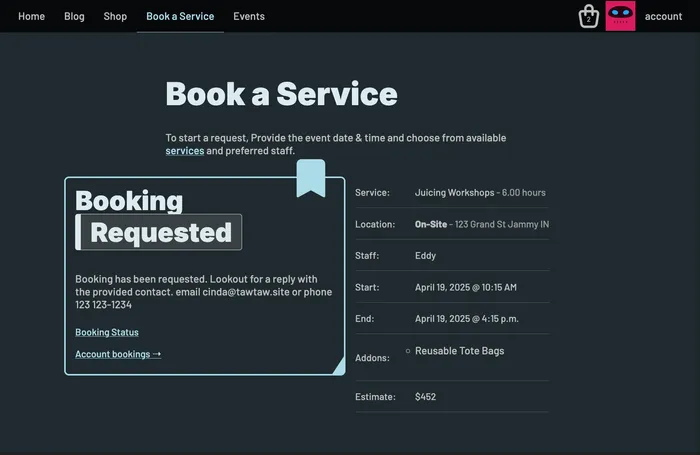 Home Blog Shop Book a Service Events 2 account
Book a Service
To start a request, Provide the event date & time and choose from available
services and preferred staff.
Booking
Requested
Booking has been requested. Lookout for a reply with
the provided contact. email cinda@tawtaw.site or phone
123 123-1234
Booking Status
Account bookings →
Service: Juicing Workshops - 6.00 hours
Location: On-Site - 123 Grand St Jammy IN
Staff: Eddy
Start: April 19, 2025 @ 10:15 AM
End: April 19, 2025 @ 4:15 p.m.
Addons: Reusable Tote Bags
Estimate: $452